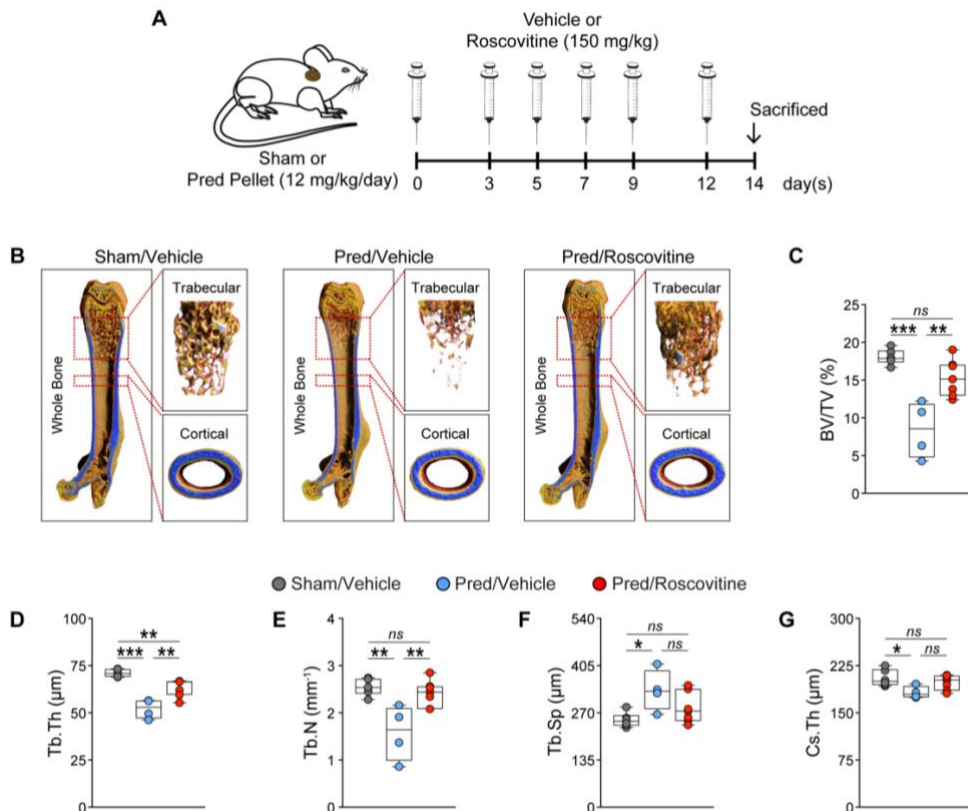 A
Vehicle or
Roscovitine (150 mg/kg)
Sacrificed
Sham or
Pred Pellet (12 mg/kg/day)
0 3 5 7 9 12 14 day(s)
B
Sham/Vehicle
Whole Bone
Trabecular
Cortical
Pred/Vehicle
Whole Bone
Trabecular
Cortical
Pred/Roscovitine
Whole Bone
Trabecular
Cortical
C
BV/TV (%)
25
20
15
10
5
0
ns
*** **
Sham/Vehicle Pred/Vehicle Pred/Roscovitine
D
Tb.Th (µm)
100
75
50
25
0
**
*** **
E
Tb.N (mm⁻¹)
4
3
2
1
0
ns
** **
F
Tb.Sp (µm)
540
405
270
135
0
ns
* ns
G
Cs.Th (µm)
300
225
150
75
0
ns
* ns